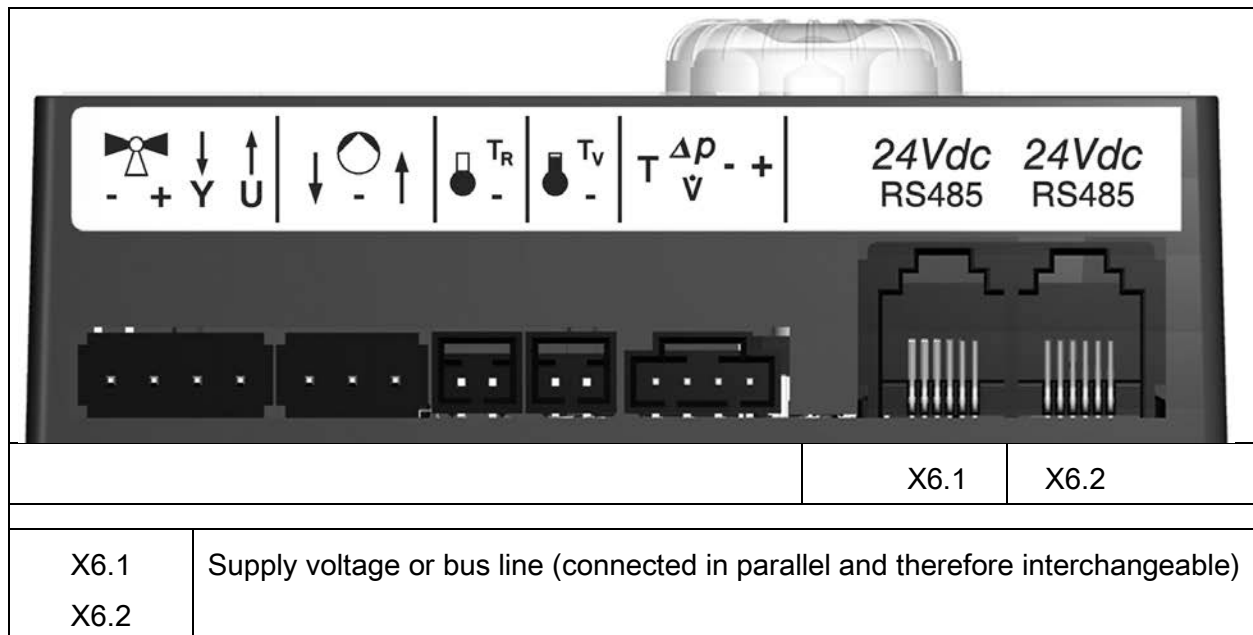 - + Y U
-
T_R
-
T_V
-
T Δp V̇ - +
24Vdc 24Vdc
RS485 RS485
X6.1 X6.2
X6.1 Supply voltage or bus line (connected in parallel and therefore interchangeable)
X6.2